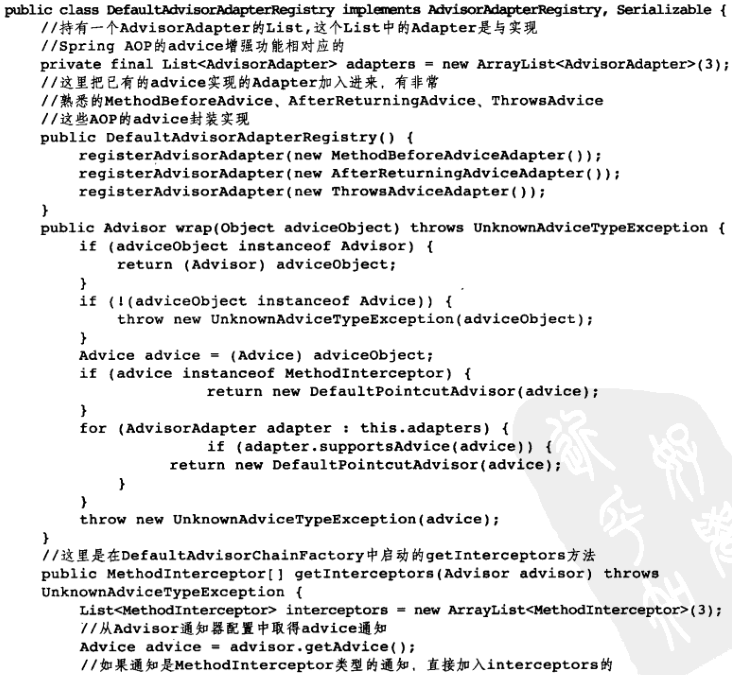 public class DefaultAdvisorAdapterRegistry implements AdvisorAdapterRegistry, Serializable {
//持有一个AdvisorAdapter的List,这个List中的Adapter是与实现
//Spring AOP的advice增强功能相对应的
private final List<AdvisorAdapter> adapters = new ArrayList<AdvisorAdapter>(3);
//这里把已有的advice实现的Adapter加入进来，有非常
//熟悉的MethodBeforeAdvice、AfterReturningAdvice、ThrowsAdvice
//这些AOP的advice封装实现
public DefaultAdvisorAdapterRegistry() {
registerAdvisorAdapter(new MethodBeforeAdviceAdapter());
registerAdvisorAdapter(new AfterReturningAdviceAdapter());
registerAdvisorAdapter(new ThrowsAdviceAdapter());
}
public Advisor wrap(Object adviceObject) throws UnknownAdviceTypeException {
if (adviceObject instanceof Advisor) {
return (Advisor) adviceObject;
}
if (!(adviceObject instanceof Advice)) {
throw new UnknownAdviceTypeException(adviceObject);
}
Advice advice = (Advice) adviceObject;
if (advice instanceof MethodInterceptor) {
return new DefaultPointcutAdvisor(advice);
}
for (AdvisorAdapter adapter : this.adapters) {
if (adapter.supportsAdvice(advice)) {
return new DefaultPointcutAdvisor(advice);
}
}
throw new UnknownAdviceTypeException(advice);
}
//这里是在DefaultAdvisorChainFactory中启动的getInterceptors方法
public MethodInterceptor[] getInterceptors(Advisor advisor) throws
UnknownAdviceTypeException {
List<MethodInterceptor> interceptors = new ArrayList<MethodInterceptor>(3);
//从Advisor通知器配置中取得advice通知
Advice advice = advisor.getAdvice();
//如果通知是MethodInterceptor类型的通知，直接加入interceptors的